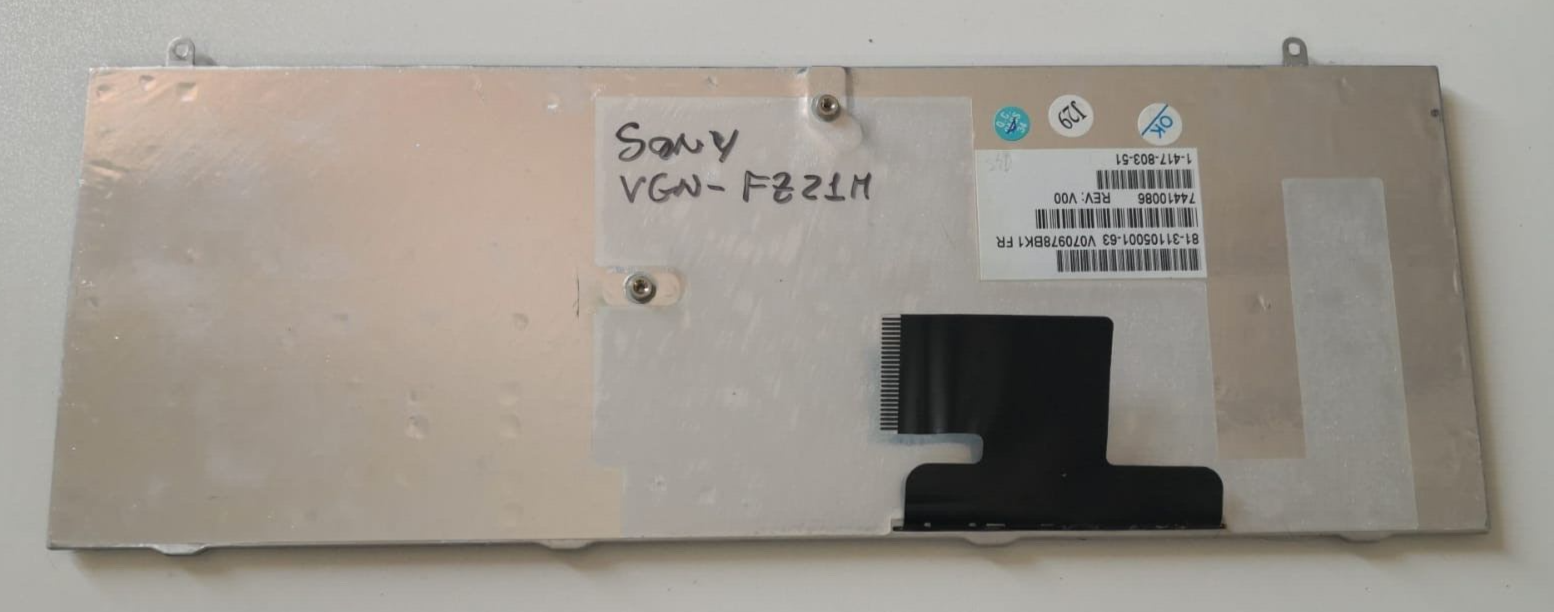 SONY
VGN-FZ21M
J29
OK
1-417-803-51
74410086 REV: V00
81-31105001-63 V070978BK1 FR